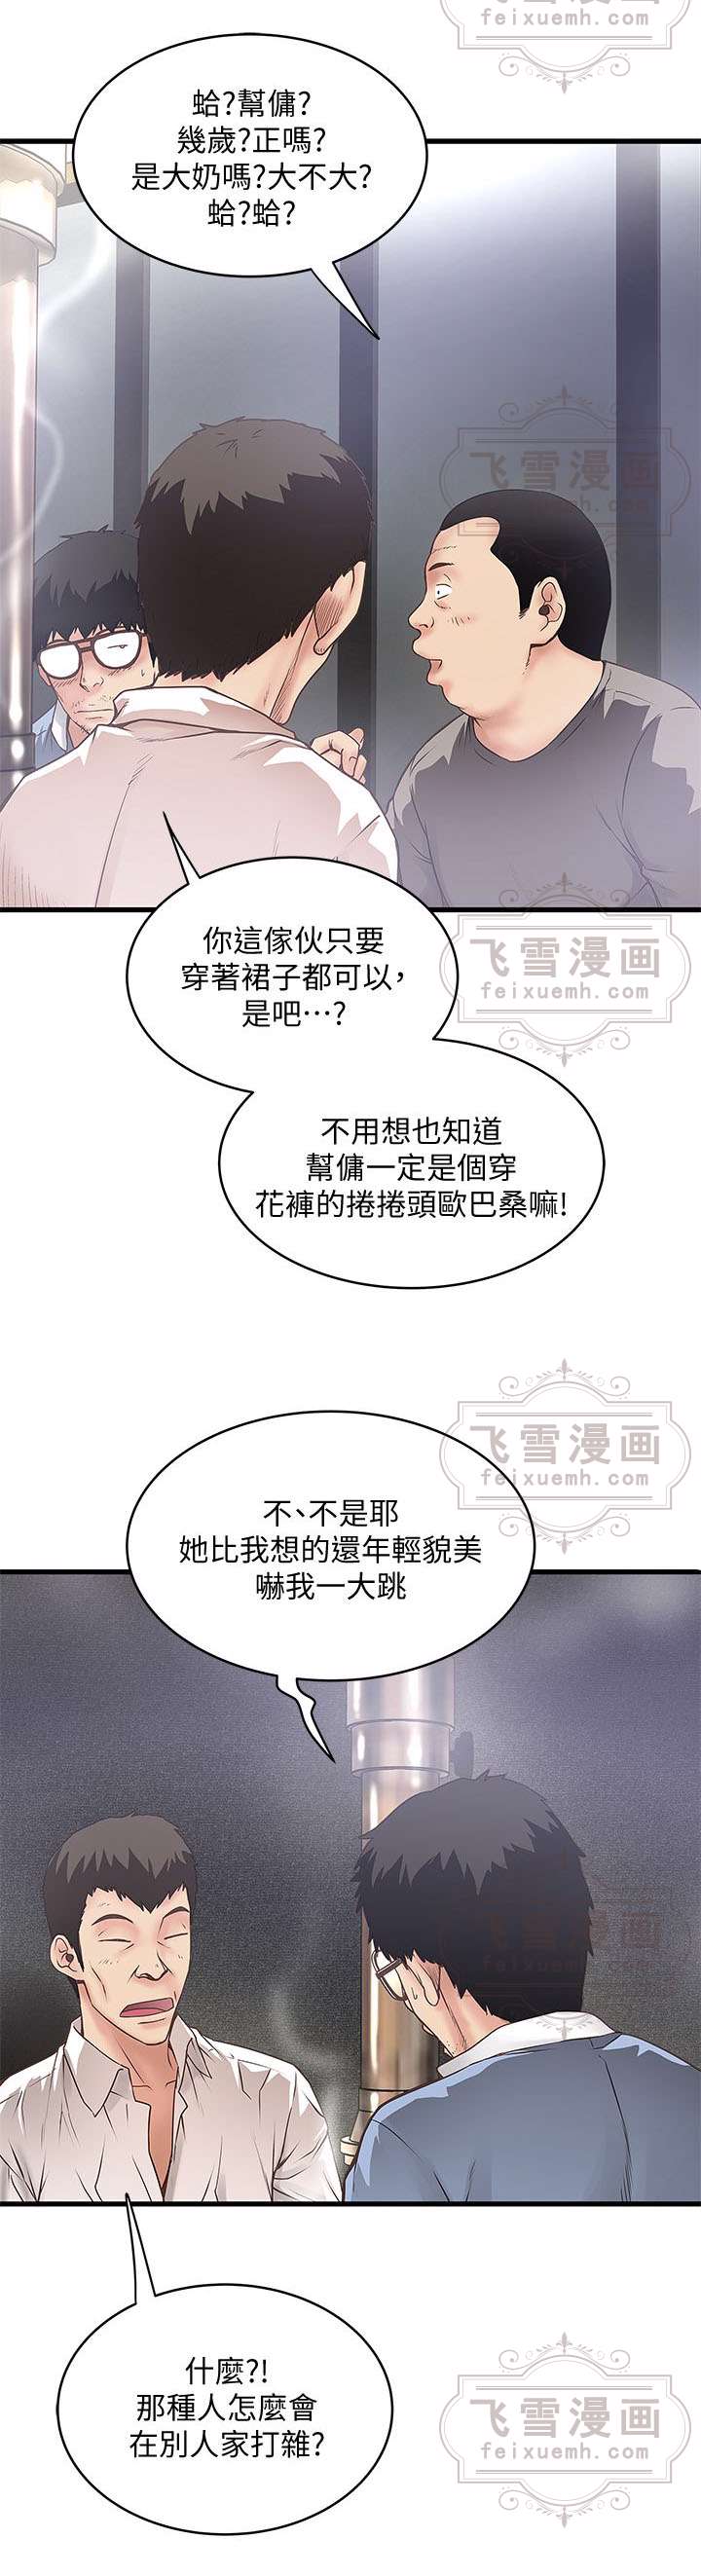 feixuemh.com
蛤?幫傭?
幾歲?正嗎?
是大奶嗎?大不大?
蛤?蛤?
飞雪漫画
feixuemh.com
你這傢伙只要
穿著裙子都可以,
是吧…?
飞雪漫画
feixuemh.com
不用想也知道
幫傭一定是個穿
花褲的捲捲頭歐巴桑嘛!
飞雪漫画
feixuemh.com
不、不是耶
她比我想的還年輕貌美
嚇我一大跳
飞雪漫画
feixuemh.com
什麼?!
那種人怎麼會
在別人家打雜?
飞雪漫画
feixuemh.com